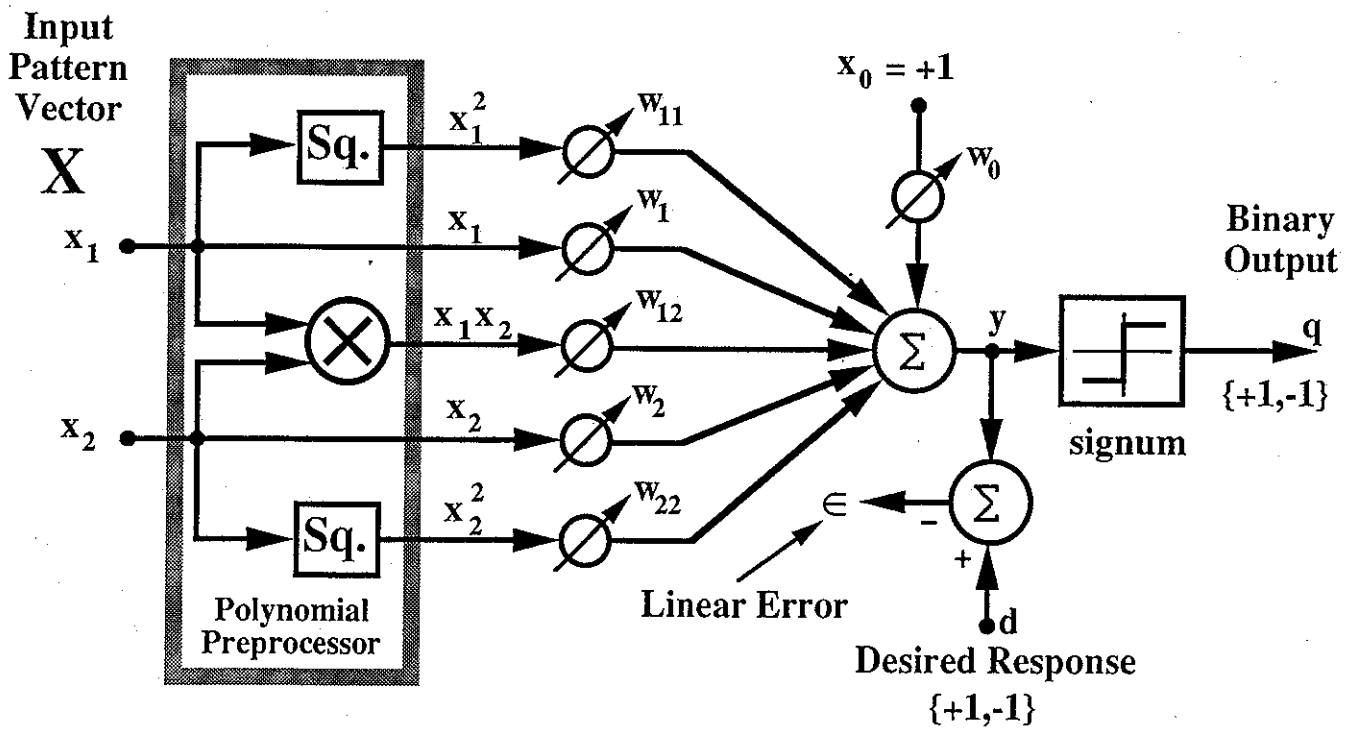 Input
Pattern
Vector
X
x₁
x₂
Sq.
Sq.
Polynomial
Preprocessor
x₁²
x₁
x₁x₂
x₂
x₂²
w₁₁
w₁
w₁₂
w₂
w₂₂
x₀ = +1
w₀
Σ
y
signum
Binary
Output
q
{+1,-1}
Σ
-
+
∈
Linear Error
d
Desired Response
{+1,-1}